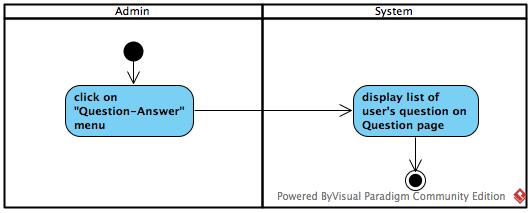 Admin
System
click on
"Question-Answer"
menu
display list of
user's question on
Question page
Powered ByVisual Paradigm Community Edition